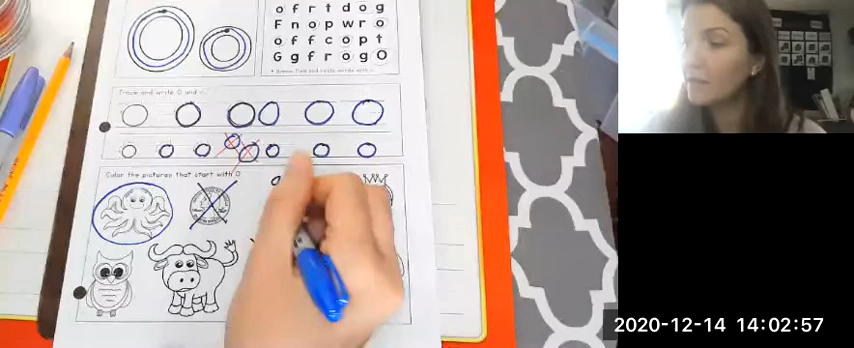 o f r t d o g
F n o p w r o
o f f c o p t
G g f r o g O
Trace and write O and o.
Color the pictures that start with O
2020-12-14 14:02:57